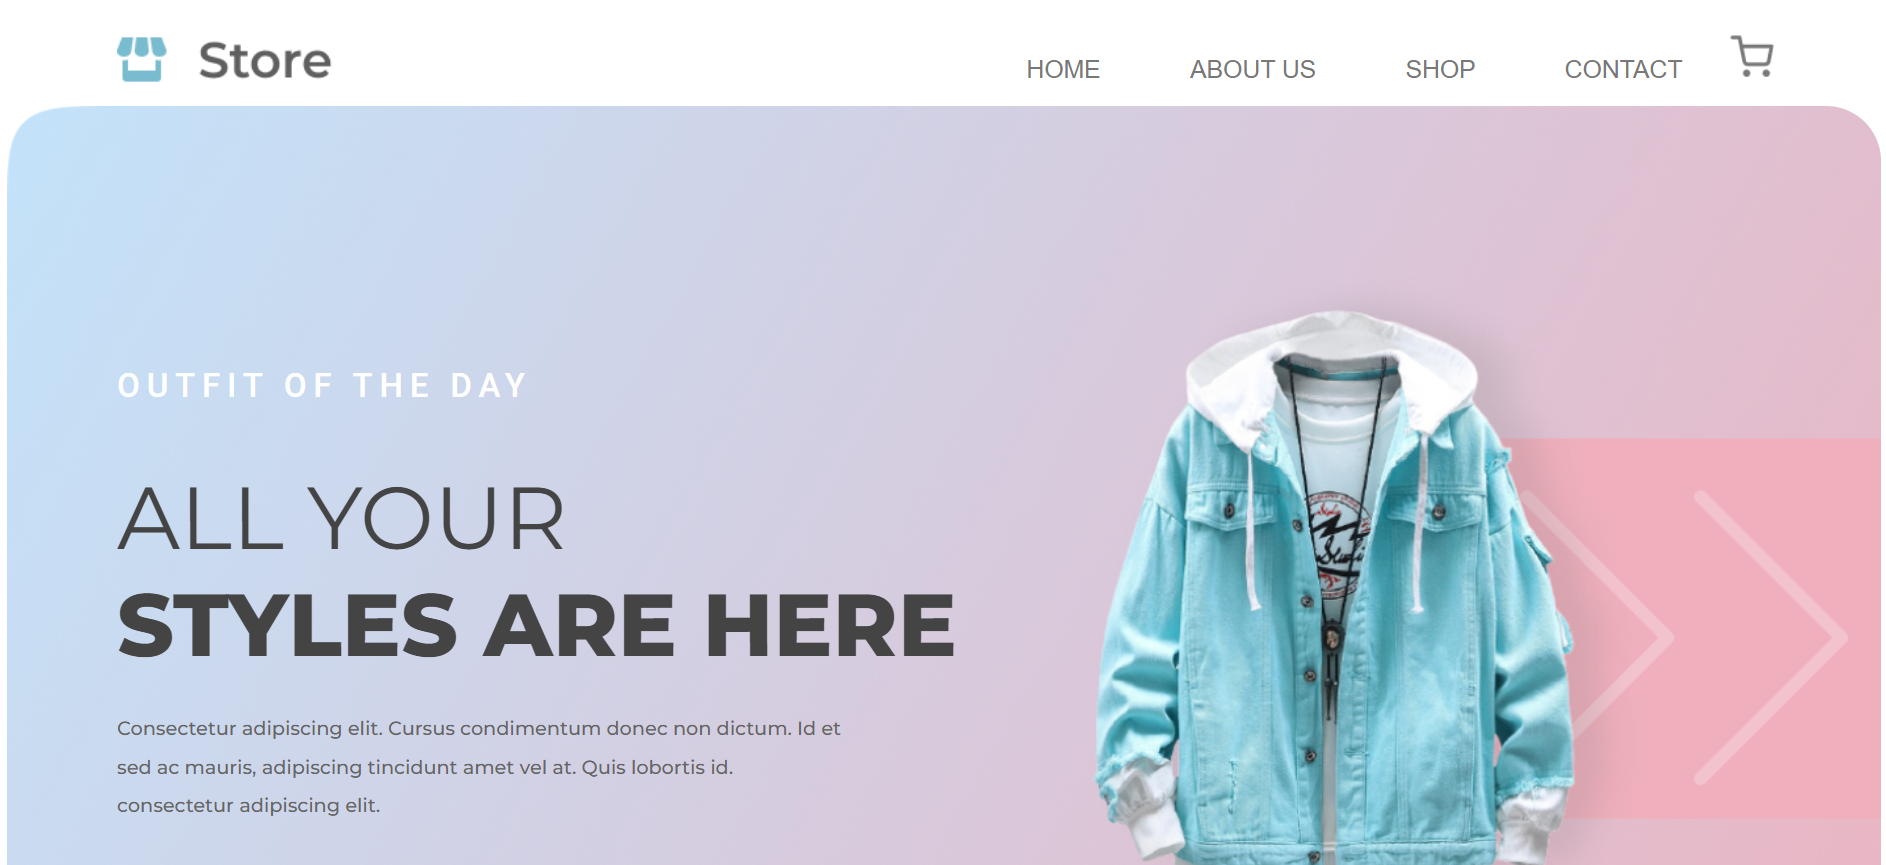 Store
HOME ABOUT US SHOP CONTACT
OUTFIT OF THE DAY
ALL YOUR
STYLES ARE HERE
Consectetur adipiscing elit. Cursus condimentum donec non dictum. Id et
sed ac mauris, adipiscing tincidunt amet vel at. Quis lobortis id.
consectetur adipiscing elit.